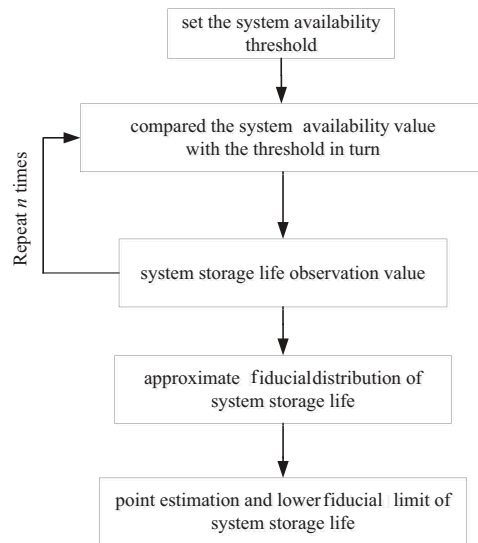 set the system availability
threshold
compared the system availability value
with the threshold in turn
Repeat n times
system storage life observation value
approximate fiducial distribution of
system storage life
point estimation and lower fiducial limit of
system storage life